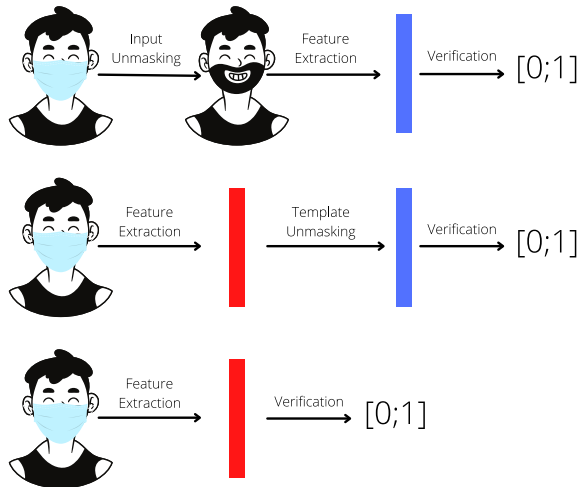 Input
Unmasking
Feature
Extraction
Verification
[0;1]
Feature
Extraction
Template
Unmasking
Verification
[0;1]
Feature
Extraction
Verification
[0;1]